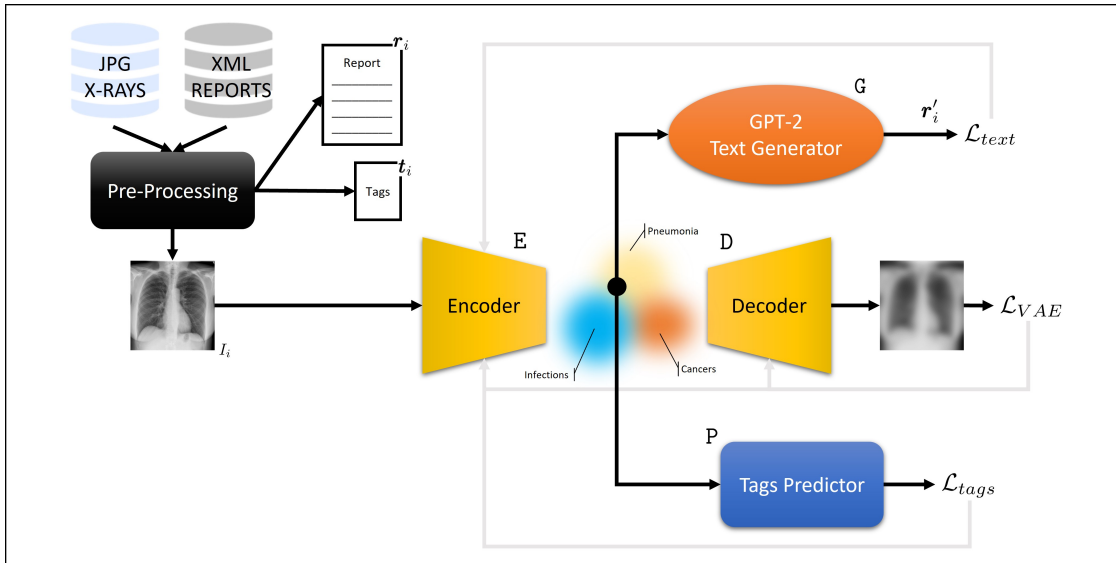 JPG
X-RAYS
XML
REPORTS
r_i
Report
t_i
Tags
Pre-Processing
I_i
E
Encoder
Pneumonia
Infections
Cancers
G
GPT-2
Text Generator
r'_i
ℒ_text
D
Decoder
ℒ_VAE
P
Tags Predictor
ℒ_tags